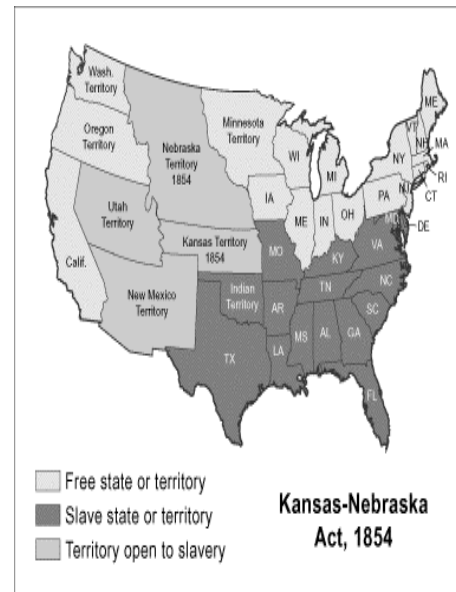 Wash.
Territory
Oregon
Territory
Nebraska
Territory
1854
Minnesota
Territory
ME
VT
NH
MA
WI
MI
NY
RI
CT
Utah
Territory
IA
PA
NJ
ME
IN
OH
MD
DE
Calif.
Kansas Territory
1854
MO
KY
VA
New Mexico
Territory
Indian
Territory
AR
TN
NC
SC
TX
LA
MS
AL
GA
FL
Free state or territory
Slave state or territory
Territory open to slavery
Kansas-Nebraska
Act, 1854